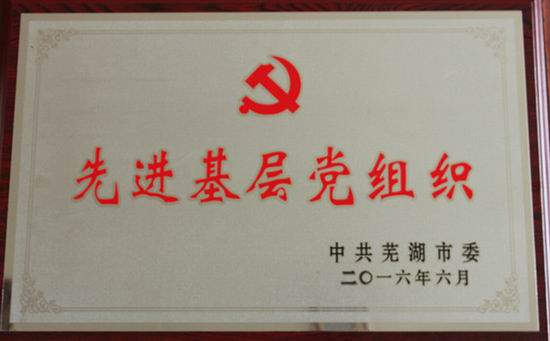 先进基层党组织
中共芜湖市委
二〇一六年六月